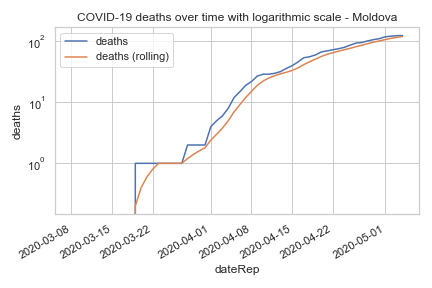 COVID-19 deaths over time with logarithmic scale - Moldova
deaths
deaths (rolling)
10²
10¹
10⁰
deaths
2020-03-08
2020-03-15
2020-03-22
2020-04-01
2020-04-08
2020-04-15
2020-04-22
2020-05-01
dateRep